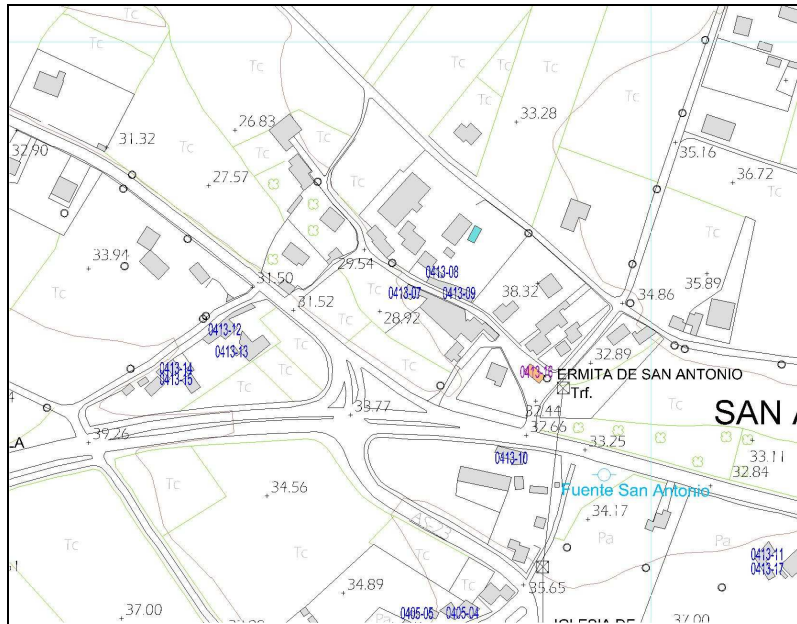 Tc
Tc
Tc
Tc
Tc
26.83
33.28
31.32
Tc
32.90
Tc
35.16
27.57
Tc
36.72
Tc
33.94
29.54
Tc
31.50
0413-08
35.89
0413-07
0413-09
38.32
34.86
31.52
28.92
0413-12
0413-13
Tc
32.89
0413-14
0413-15
Tc
ERMITA DE SAN ANTONIO
Trf.
33.77
32.44
Tc
SAN A
39.26
32.66
33.25
33.11
0413-10
32.84
Tc
34.56
Fuente San Antonio
34.17
Tc
Pa
0413-11
0413-17
34.89
Tc
35.65
37.00
Pa
0405-05
0405-04
IGLESIA DE
37.00